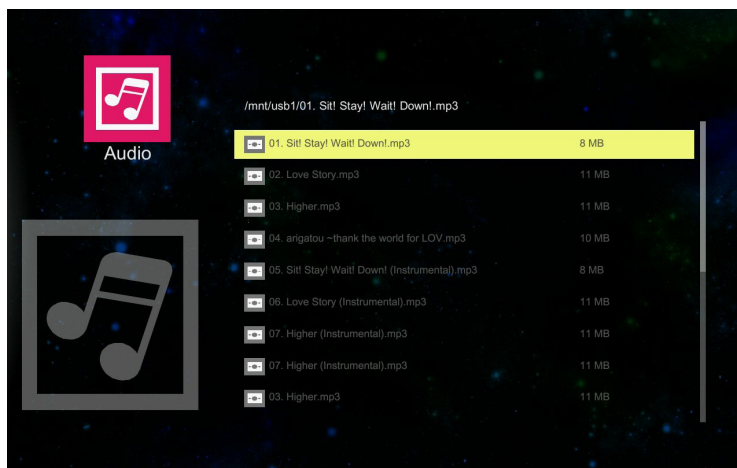 Audio
/mnt/usb1/01. Sit! Stay! Wait! Down!.mp3
01. Sit! Stay! Wait! Down!.mp3 8 MB
02. Love Story.mp3 11 MB
03. Higher.mp3 11 MB
04. arigatou ~thank the world for LOV.mp3 10 MB
05. Sit! Stay! Wait! Down! (Instrumental).mp3 8 MB
06. Love Story (Instrumental).mp3 11 MB
07. Higher (Instrumental).mp3 11 MB
07. Higher (Instrumental).mp3 11 MB
03. Higher.mp3 11 MB